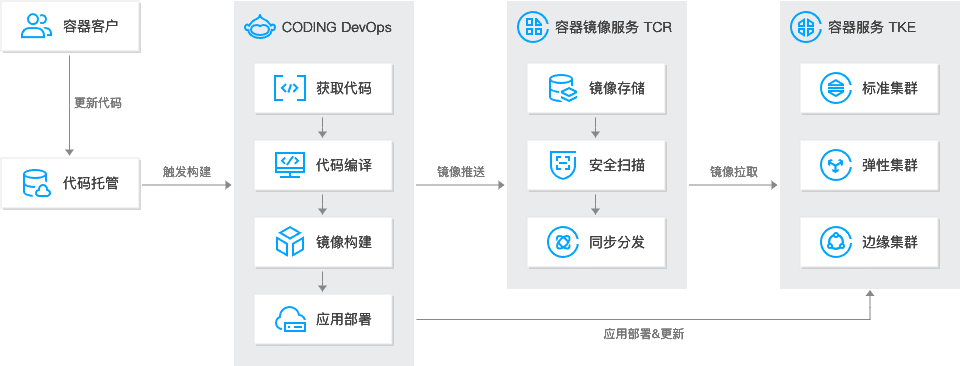 容器客户
更新代码
代码托管
触发构建
CODING DevOps
获取代码
代码编译
镜像构建
应用部署
镜像推送
容器镜像服务 TCR
镜像存储
安全扫描
同步分发
镜像拉取
容器服务 TKE
标准集群
弹性集群
边缘集群
应用部署&更新